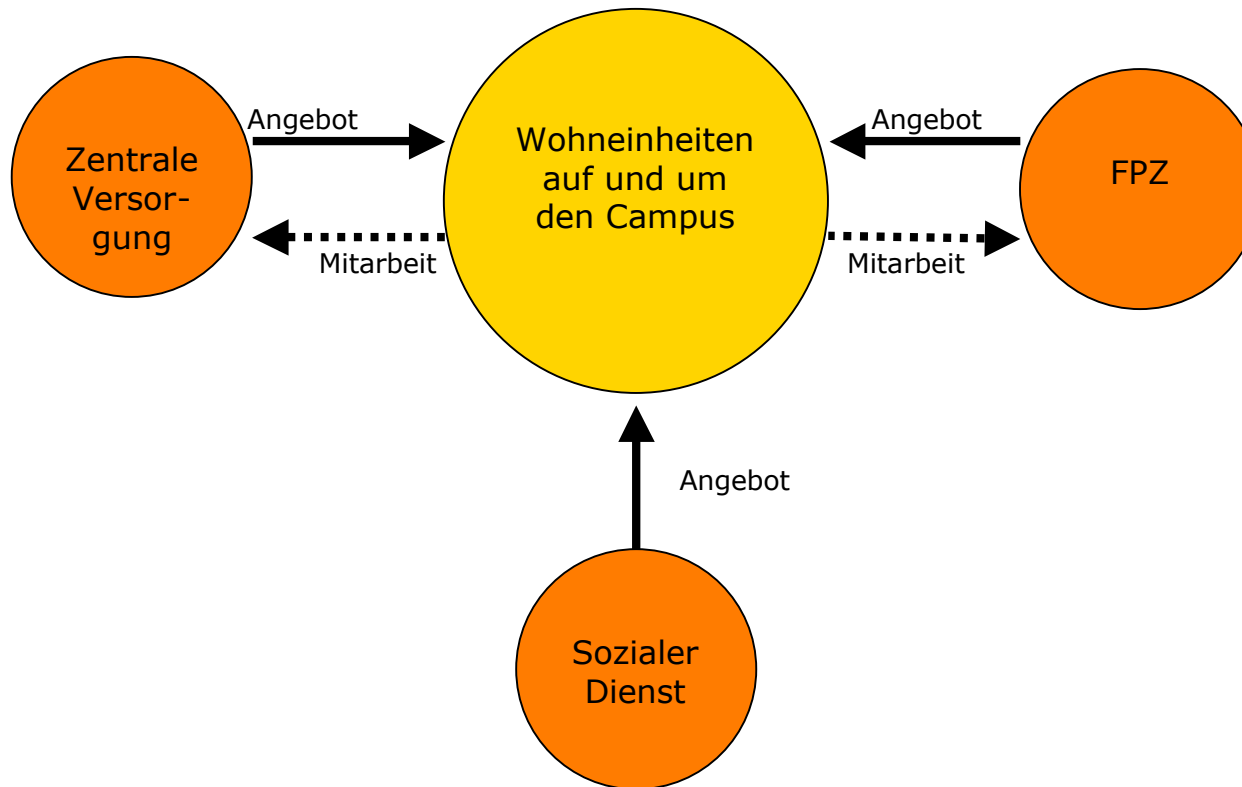 Zentrale
Versor-
gung
Angebot
Mitarbeit
Wohneinheiten
auf und um
den Campus
Angebot
Mitarbeit
FPZ
Angebot
Sozialer
Dienst